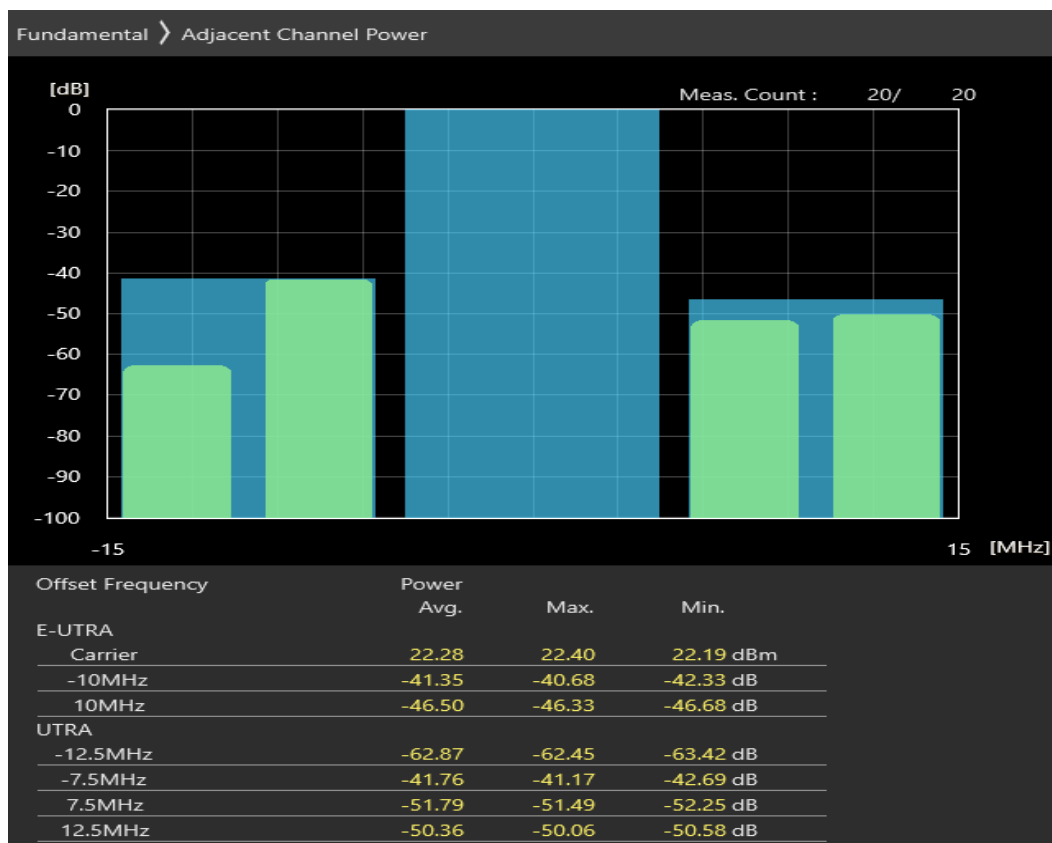 Fundamental 〉 Adjacent Channel Power
[dB]
Meas. Count : 20/ 20
0
-10
-20
-30
-40
-50
-60
-70
-80
-90
-100
-15 15 [MHz]
Offset Frequency Power
Avg. Max. Min.
E-UTRA
Carrier 22.28 22.40 22.19 dBm
-10MHz -41.35 -40.68 -42.33 dB
10MHz -46.50 -46.33 -46.68 dB
UTRA
-12.5MHz -62.87 -62.45 -63.42 dB
-7.5MHz -41.76 -41.17 -42.69 dB
7.5MHz -51.79 -51.49 -52.25 dB
12.5MHz -50.36 -50.06 -50.58 dB